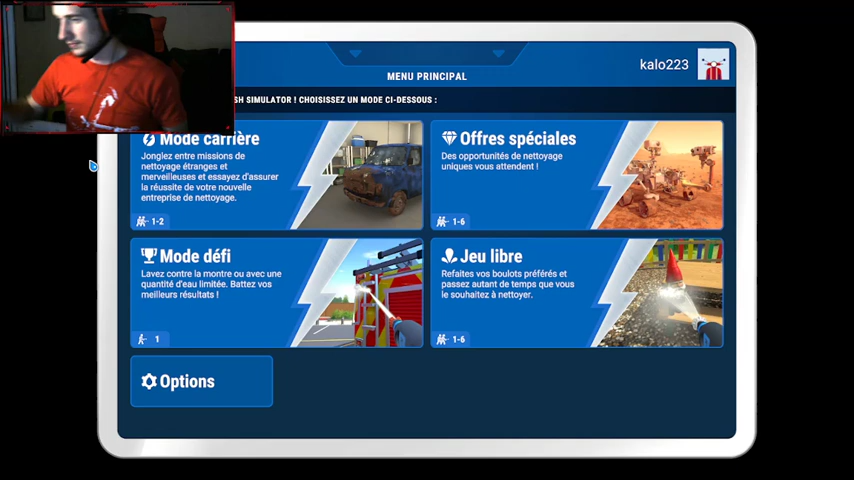 kalo223
MENU PRINCIPAL
SH SIMULATOR ! CHOISISSEZ UN MODE CI-DESSOUS :
Mode carrière
Jonglez entre missions de
nettoyage étranges et
merveilleuses et essayez d'assurer
la réussite de votre nouvelle
entreprise de nettoyage.
1-2
Offres spéciales
Des opportunités de nettoyage
uniques vous attendent !
1-6
Mode défi
Lavez contre la montre ou avec une
quantité d'eau limitée. Battez vos
meilleurs résultats !
1
Jeu libre
Refaites vos boulots préférés et
passez autant de temps que vous
le souhaitez à nettoyer.
1-6
Options